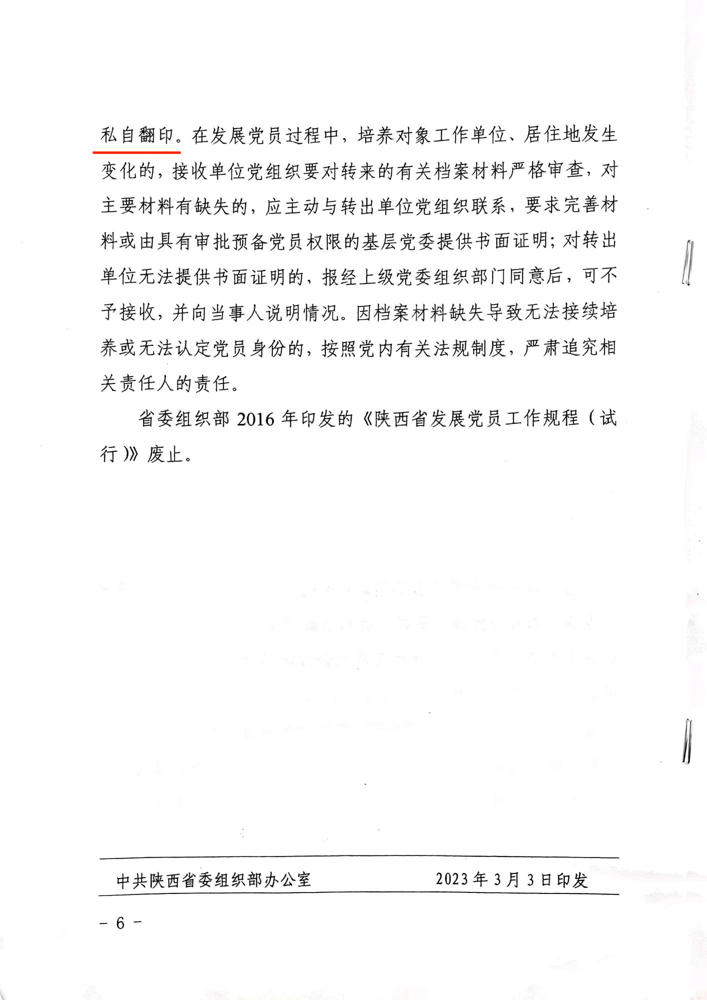 私自翻印。在发展党员过程中，培养对象工作单位、居住地发生
变化的，接收单位党组织要对转来的有关档案材料严格审查，对
主要材料有缺失的，应主动与转出单位党组织联系，要求完善材
料或由具有审批预备党员权限的基层党委提供书面证明；对转出
单位无法提供书面证明的，报经上级党委组织部门同意后，可不
予接收，并向当事人说明情况。因档案材料缺失导致无法接续培
养或无法认定党员身份的，按照党内有关法规制度，严肃追究相
关责任人的责任。
省委组织部 2016 年印发的《陕西省发展党员工作规程（试
行）》废止。
中共陕西省委组织部办公室 2023 年 3 月 3 日印发
- 6 -